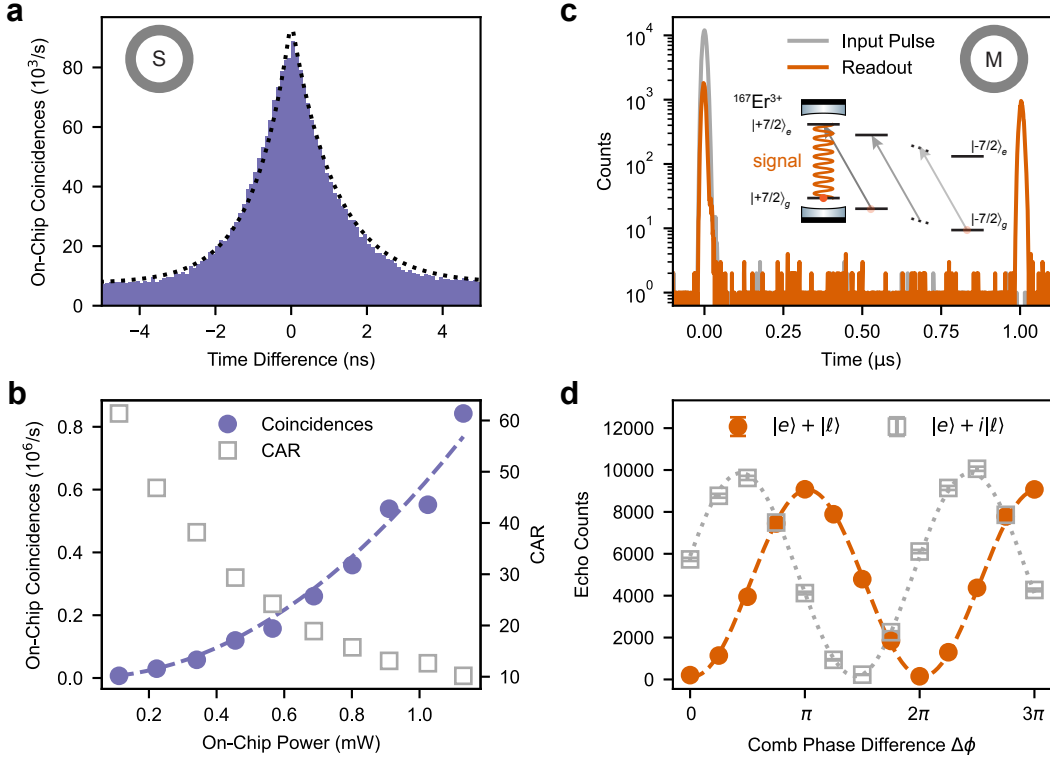 a
S
On-Chip Coincidences (10³/s)
80
60
40
20
0
−4 −2 0 2 4
Time Difference (ns)
b
Coincidences
CAR
On-Chip Coincidences (10⁶/s)
0.8
0.6
0.4
0.2
0.0
60
50
40
30
20
10
CAR
0.2 0.4 0.6 0.8 1.0
On-Chip Power (mW)
c
Input Pulse
Readout
M
¹⁶⁷Er³⁺
|+7/2⟩ₑ
|-7/2⟩ₑ
signal
|+7/2⟩g
|-7/2⟩g
Counts
10⁴
10³
10²
10¹
10⁰
0.00 0.25 0.50 0.75 1.00
Time (μs)
d
|e⟩ + |ℓ⟩
|e⟩ + i|ℓ⟩
Echo Counts
12000
10000
8000
6000
4000
2000
0
0 π 2π 3π
Comb Phase Difference Δϕ